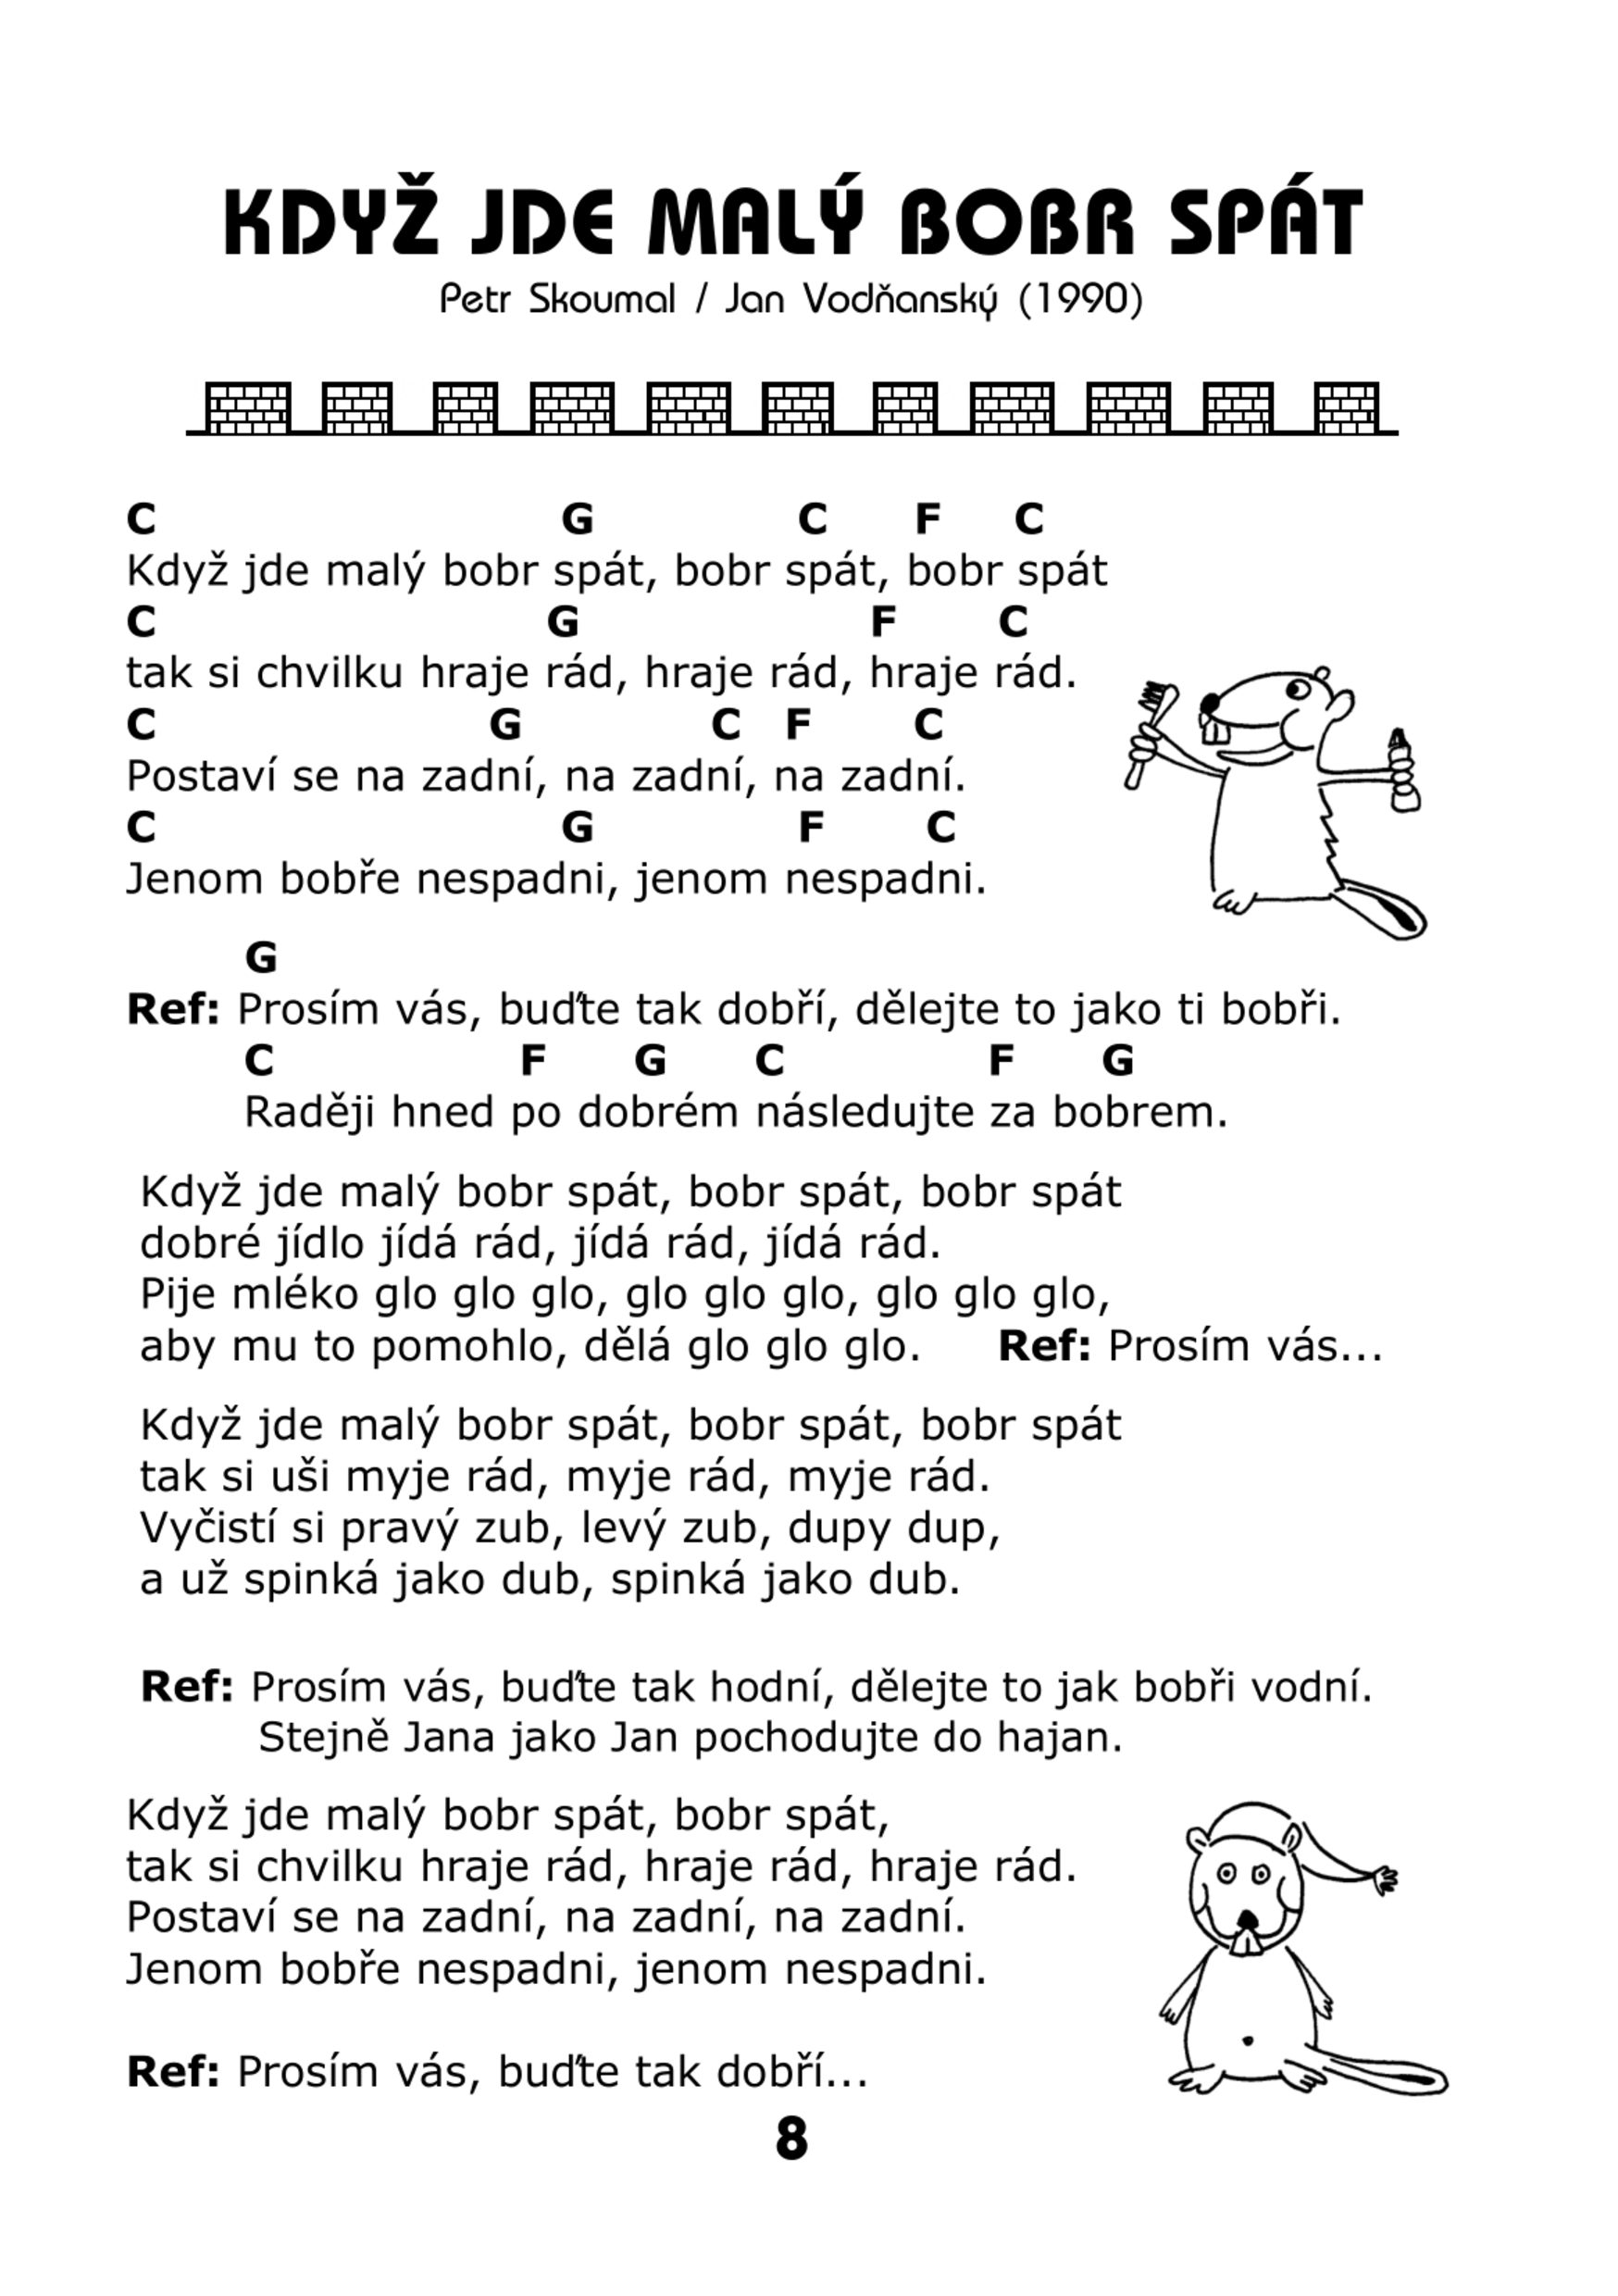 KDYŽ JDE MALÝ BOBR SPÁT
Petr Skoumal / Jan Vodňanský (1990)
C G C F C
Když jde malý bobr spát, bobr spát, bobr spát
C G F C
tak si chvilku hraje rád, hraje rád, hraje rád.
C G C F C
Postaví se na zadní, na zadní, na zadní.
C G F C
Jenom bobře nespadni, jenom nespadni.
G
Ref: Prosím vás, buďte tak dobří, dělejte to jako ti bobři.
C F G C F G
Raději hned po dobrém následujte za bobrem.
Když jde malý bobr spát, bobr spát, bobr spát
dobré jídlo jídá rád, jídá rád, jídá rád.
Pije mléko glo glo glo, glo glo glo, glo glo glo,
aby mu to pomohlo, dělá glo glo glo. Ref: Prosím vás...
Když jde malý bobr spát, bobr spát, bobr spát
tak si uši myje rád, myje rád, myje rád.
Vyčistí si pravý zub, levý zub, dupy dup,
a už spinká jako dub, spinká jako dub.
Ref: Prosím vás, buďte tak hodní, dělejte to jak bobři vodní.
Stejně Jana jako Jan pochodujte do hajan.
Když jde malý bobr spát, bobr spát,
tak si chvilku hraje rád, hraje rád, hraje rád.
Postaví se na zadní, na zadní, na zadní.
Jenom bobře nespadni, jenom nespadni.
Ref: Prosím vás, buďte tak dobří...
8